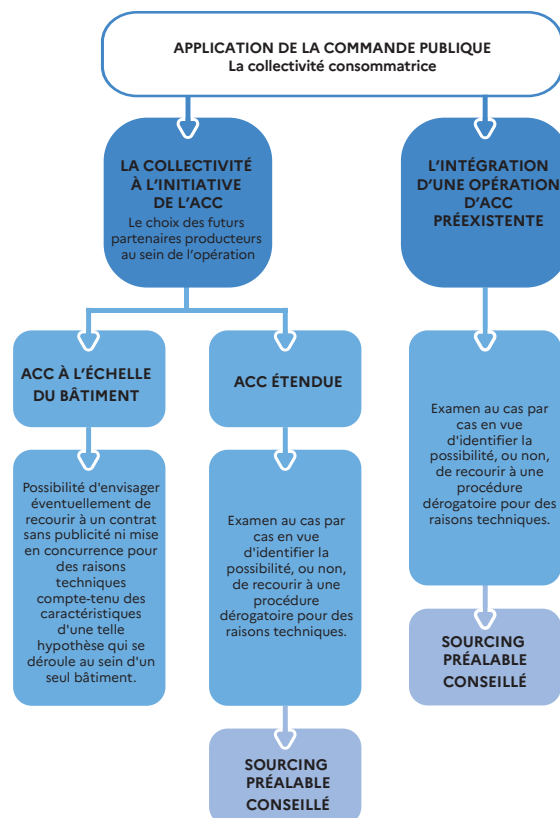 APPLICATION DE LA COMMANDE PUBLIQUE
La collectivité consommatrice
LA COLLECTIVITÉ
À L'INITIATIVE
DE L'ACC
Le choix des futurs
partenaires producteurs
au sein de l'opération
L'INTÉGRATION
D'UNE OPÉRATION
D'ACC
PRÉEXISTENTE
ACC À L'ÉCHELLE
DU BÂTIMENT
ACC ÉTENDUE
Possibilité d'envisager
éventuellement de
recourir à un contrat
sans publicité ni mise
en concurrence pour
des raisons
techniques
compte-tenu des
caractéristiques
d'une telle
hypothèse qui se
déroule au sein d'un
seul bâtiment.
Examen au cas par
cas en vue
d'identifier la
possibilité, ou non,
de recourir à une
procédure
dérogatoire pour des
raisons techniques.
SOURCING
PRÉALABLE
CONSEILLÉ
Examen au cas par
cas en vue
d'identifier la
possibilité, ou non,
de recourir à une
procédure
dérogatoire pour des
raisons techniques.
SOURCING
PRÉALABLE
CONSEILLÉ